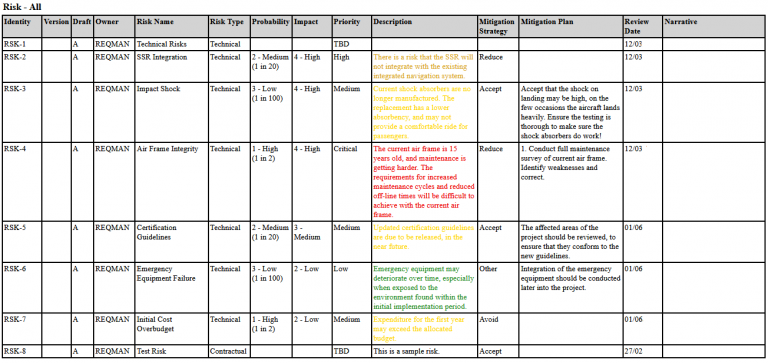 Risk - All
Identity Version Draft Owner Risk Name Risk Type Probability Impact Priority Description Mitigation Strategy Mitigation Plan Review Date Narrative
RSK-1 A REQMAN Technical Risks Technical TBD 12/03
RSK-2 A REQMAN SSR Integration Technical 2 - Medium (1 in 20) 4 - High High There is a risk that the SSR will not integrate with the existing integrated navigation system. Reduce 12/03
RSK-3 A REQMAN Impact Shock Technical 3 - Low (1 in 100) 4 - High Medium Current shock absorbers are no longer manufactured. The replacement has a lower absorbency, and may not provide a comfortable ride for passengers. Accept Accept that the shock on landing may be high, on the few occasions the aircraft lands heavily. Ensure the testing is thorough to make sure the shock absorbers do work! 12/03
RSK-4 A REQMAN Air Frame Integrity Technical 1 - High (1 in 2) 4 - High Critical The current air frame is 15 years old, and maintenance is getting harder. The requirements for increased maintenance cycles and reduced off-line times will be difficult to achieve with the current air frame. Reduce 1. Conduct full maintenance survey of current air frame. Identify weaknesses and correct. 12/03
RSK-5 A REQMAN Certification Guidelines Technical 2 - Medium (1 in 20) 3 - Medium Medium Updated certification guidelines are due to be released, in the near future. Accept The affected areas of the project should be reviewed, to ensure that they conform to the new guidelines. 01/06
RSK-6 A REQMAN Emergency Equipment Failure Technical 3 - Low (1 in 100) 2 - Low Low Emergency equipment may deteriorate over time, especially when exposed to the environment found within the initial implementation period. Other Integration of the emergency equipment should be conducted later into the project. 01/06
RSK-7 A REQMAN Initial Cost Overbudget Technical 1 - High (1 in 2) 2 - Low Medium Expenditure for the first year may exceed the allocated budget. Avoid 01/06
RSK-8 A REQMAN Test Risk Contractual TBD This is a sample risk. Accept 27/02